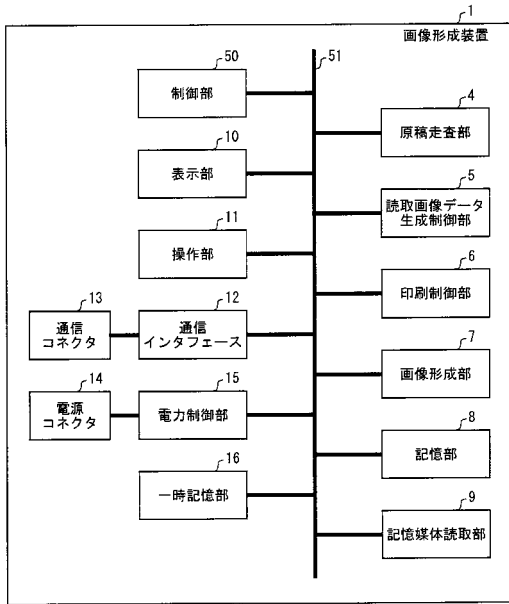 1
画像形成装置
50
制御部
51
4
原稿走査部
10
表示部
5
読取画像データ
生成制御部
11
操作部
6
印刷制御部
13
通信
コネクタ
12
通信
インタフェース
7
画像形成部
14
電源
コネクタ
15
電力制御部
8
記憶部
16
一時記憶部
9
記憶媒体読取部